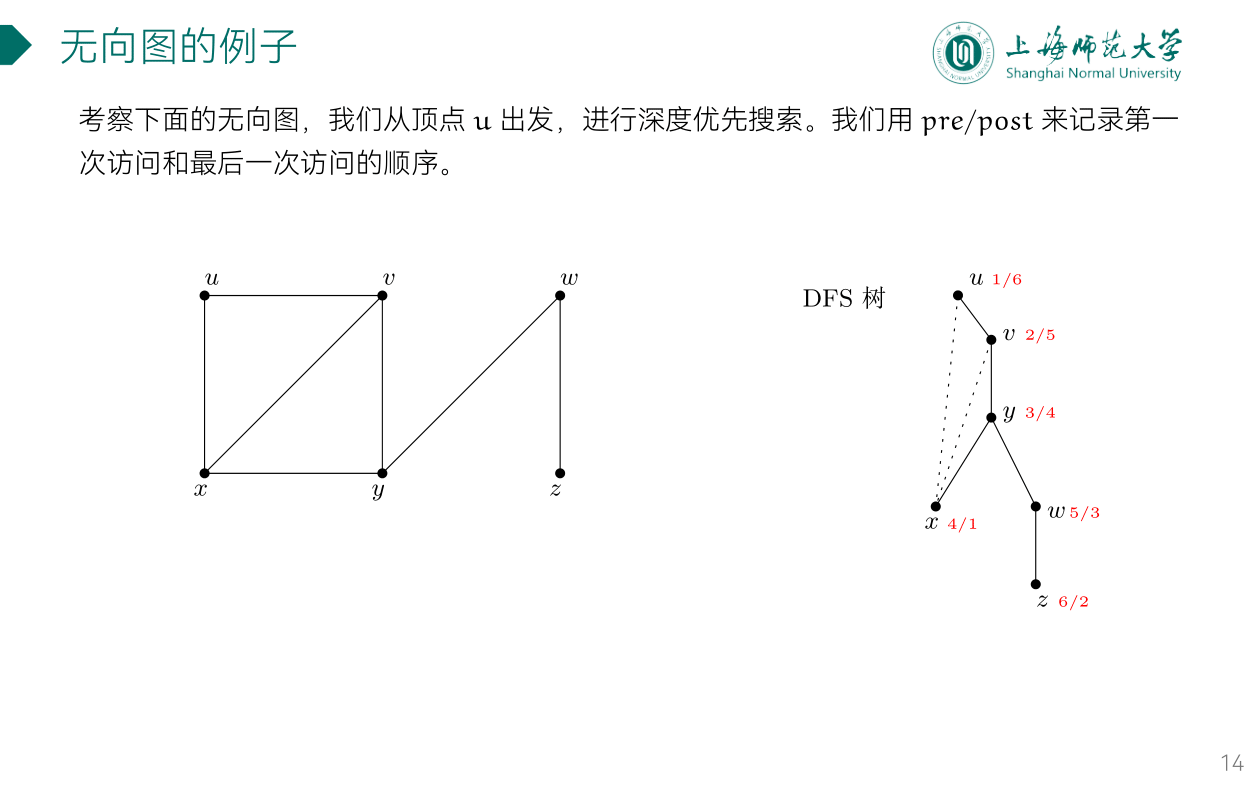 无向图的例子
上海师范大学
Shanghai Normal University
考察下面的无向图，我们从顶点 u 出发，进行深度优先搜索。我们用 pre/post 来记录第一
次访问和最后一次访问的顺序。
u v w
x y z
DFS 树
u 1/6
v 2/5
y 3/4
x 4/1
w 5/3
z 6/2
14